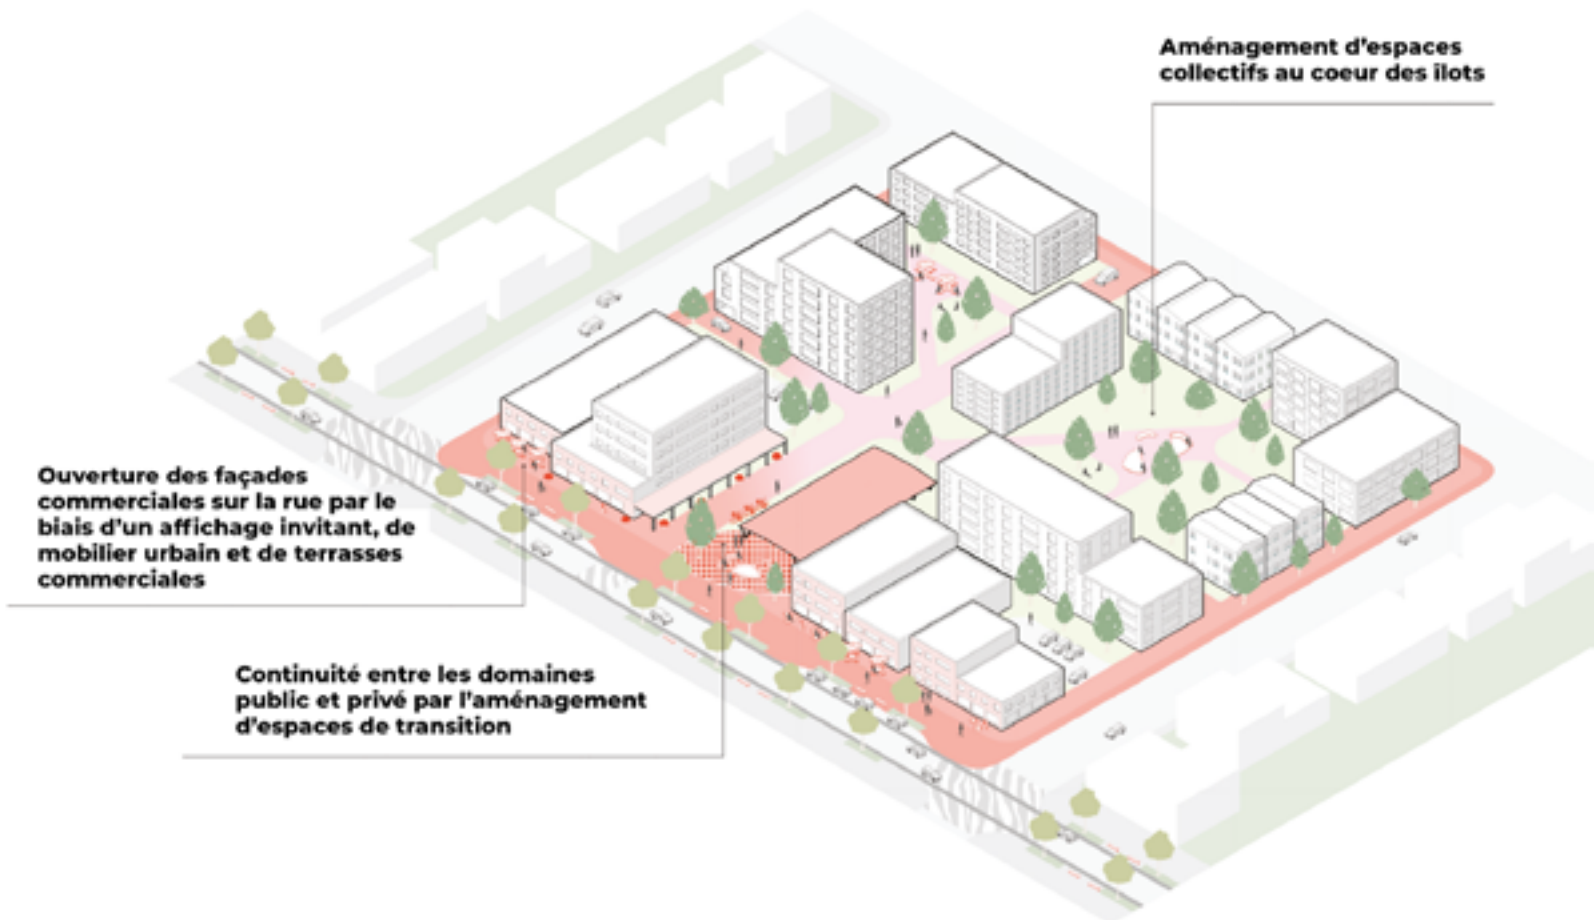 Aménagement d'espaces
collectifs au coeur des îlots
Ouverture des façades
commerciales sur la rue par le
biais d'un affichage invitant, de
mobilier urbain et de terrasses
commerciales
Continuité entre les domaines
public et privé par l'aménagement
d'espaces de transition